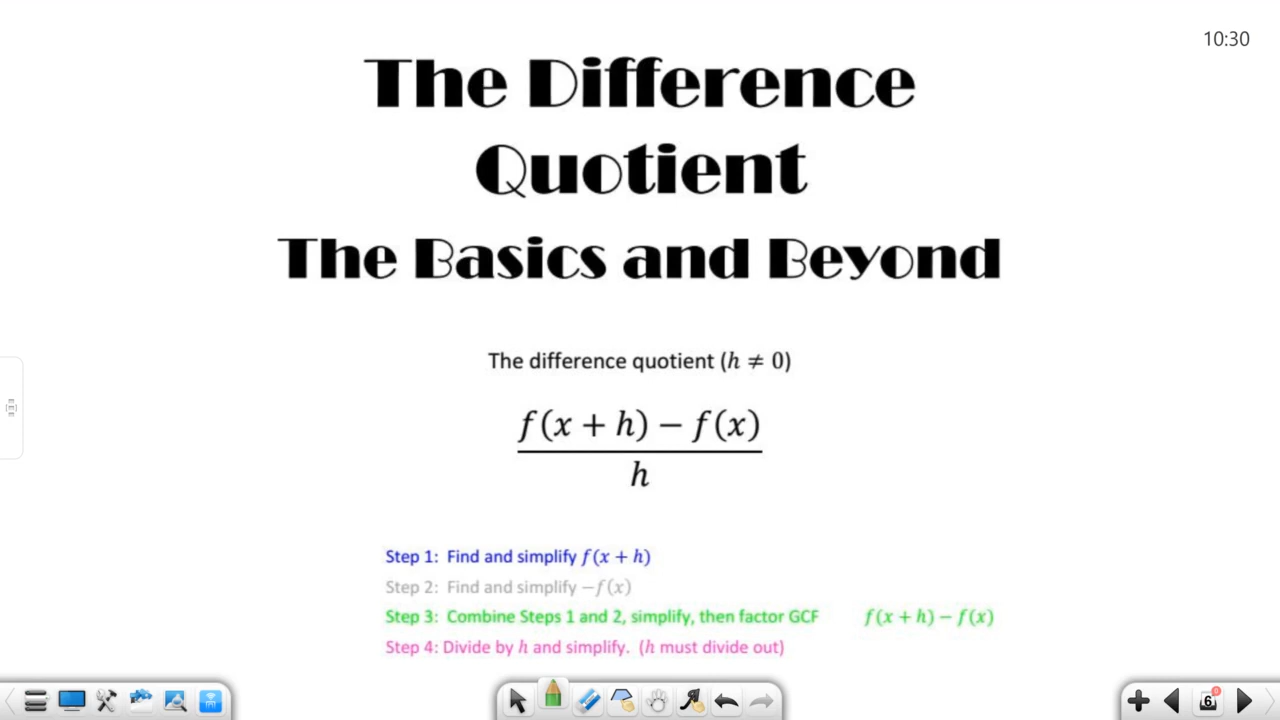 10:30
The Difference
Quotient
The Basics and Beyond
The difference quotient (h ≠ 0)
f(x + h) − f(x)
h
Step 1: Find and simplify f(x + h)
Step 2: Find and simplify −f(x)
Step 3: Combine Steps 1 and 2, simplify, then factor GCF f(x + h) − f(x)
Step 4: Divide by h and simplify. (h must divide out)
6